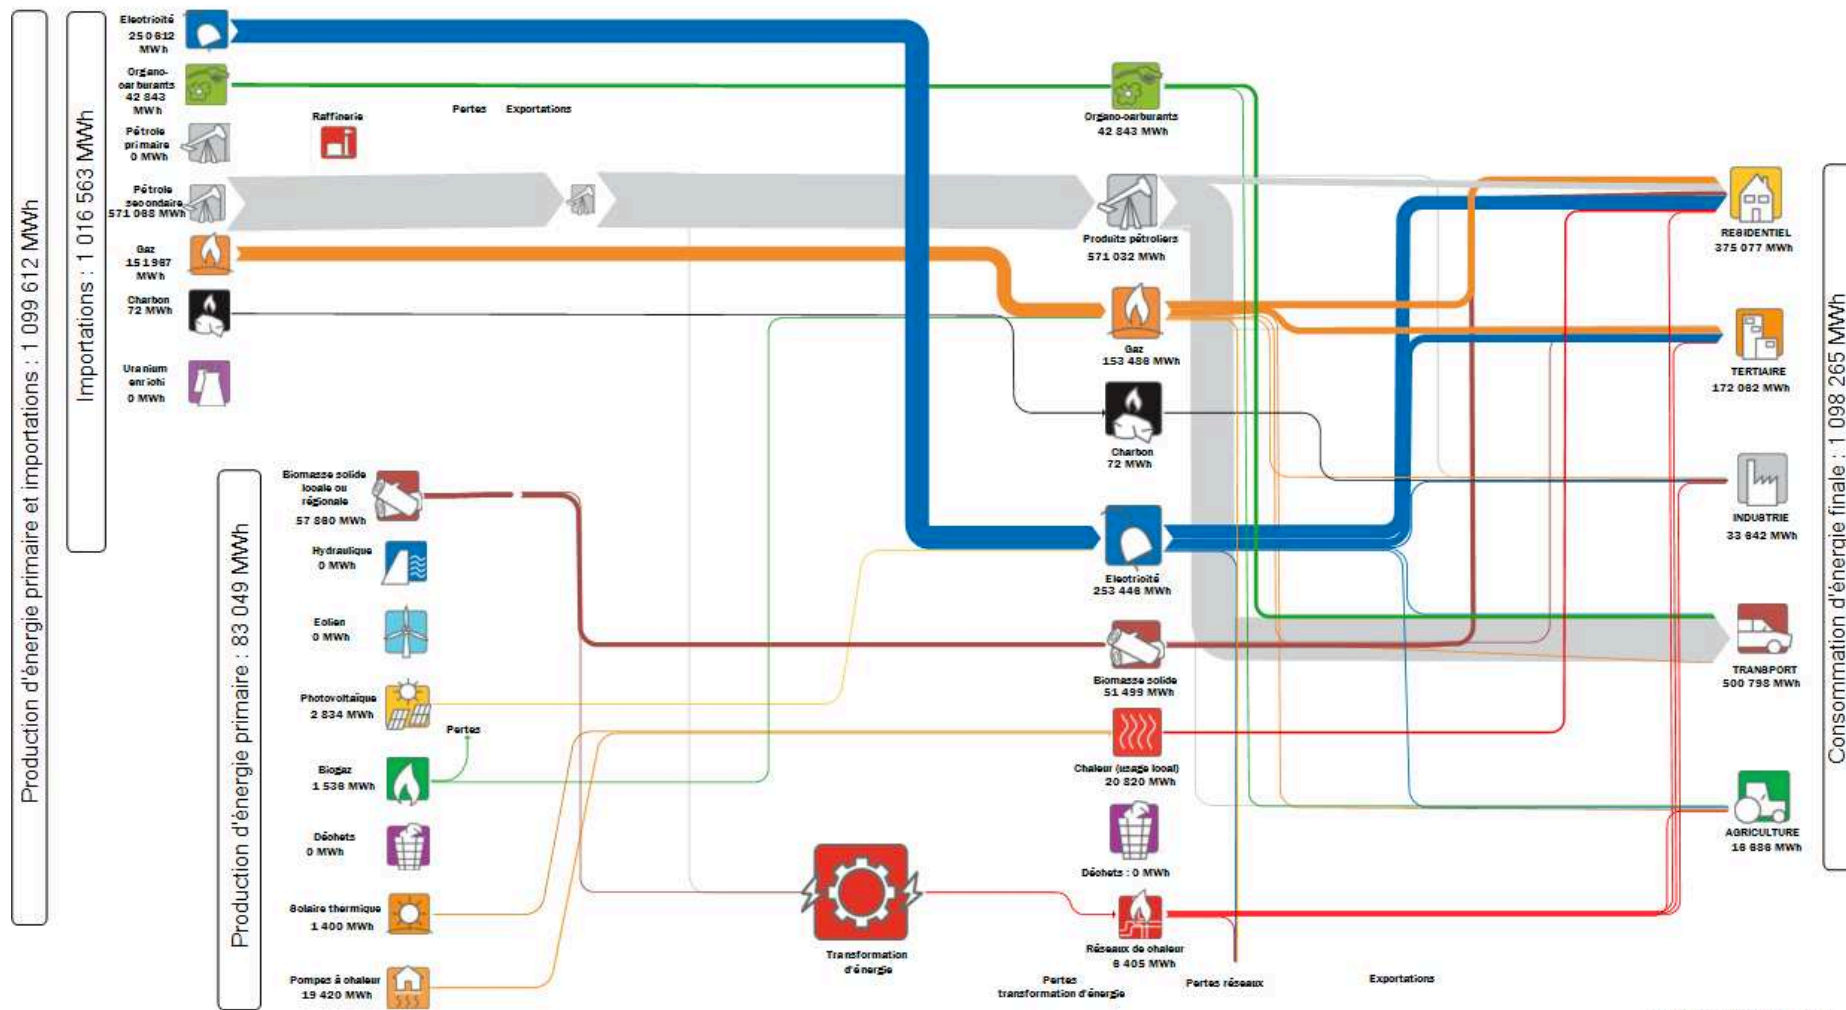 Production d'énergie primaire et importations : 1 099 612 MWh
Importations : 1 016 563 MWh
Electricité
250 612
MWh
Organo-
carburants
42 843
MWh
Pétrole
primaire
0 MWh
Pétrole
secondaire
571 068 MWh
Gaz
151 967
MWh
Charbon
72 MWh
Uranium
enrichi
0 MWh
Raffinerie
Pertes
Exportations
Production d'énergie primaire : 83 049 MWh
Biomasse solide
locale ou
régionale
57 860 MWh
Hydraulique
0 MWh
Eolien
0 MWh
Photovoltaïque
2 834 MWh
Pertes
Biogaz
1 536 MWh
Déchets
0 MWh
Solaire thermique
1 400 MWh
Pompes à chaleur
19 420 MWh
Transformation
d'énergie
Organo-carburants
42 843 MWh
Produits pétroliers
571 032 MWh
Gaz
153 486 MWh
Charbon
72 MWh
Electricité
253 446 MWh
Biomasse solide
51 499 MWh
Chaleur (usage local)
20 820 MWh
Déchets : 0 MWh
Réseaux de chaleur
6 405 MWh
Pertes
transformation d'énergie
Pertes réseaux
Exportations
RESIDENTIEL
375 077 MWh
TERTIAIRE
172 062 MWh
INDUSTRIE
33 642 MWh
TRANSPORT
500 798 MWh
AGRICULTURE
16 686 MWh
Consommation d'énergie finale : 1 098 265 MWh